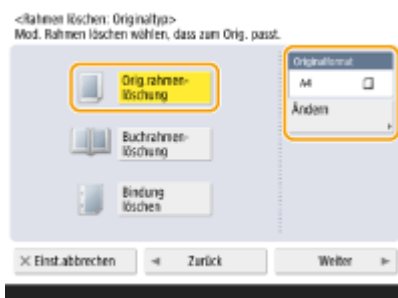 <Rahmen löschen: Originaltyp>
Mod. Rahmen löschen wählen, dass zum Orig. passt.
Orig.rahmen-
löschung
Originalformat
A4
Ändern
Buchrahmen-
löschung
Bindung
löschen
× Einst.abbrechen
Zurück
Weiter